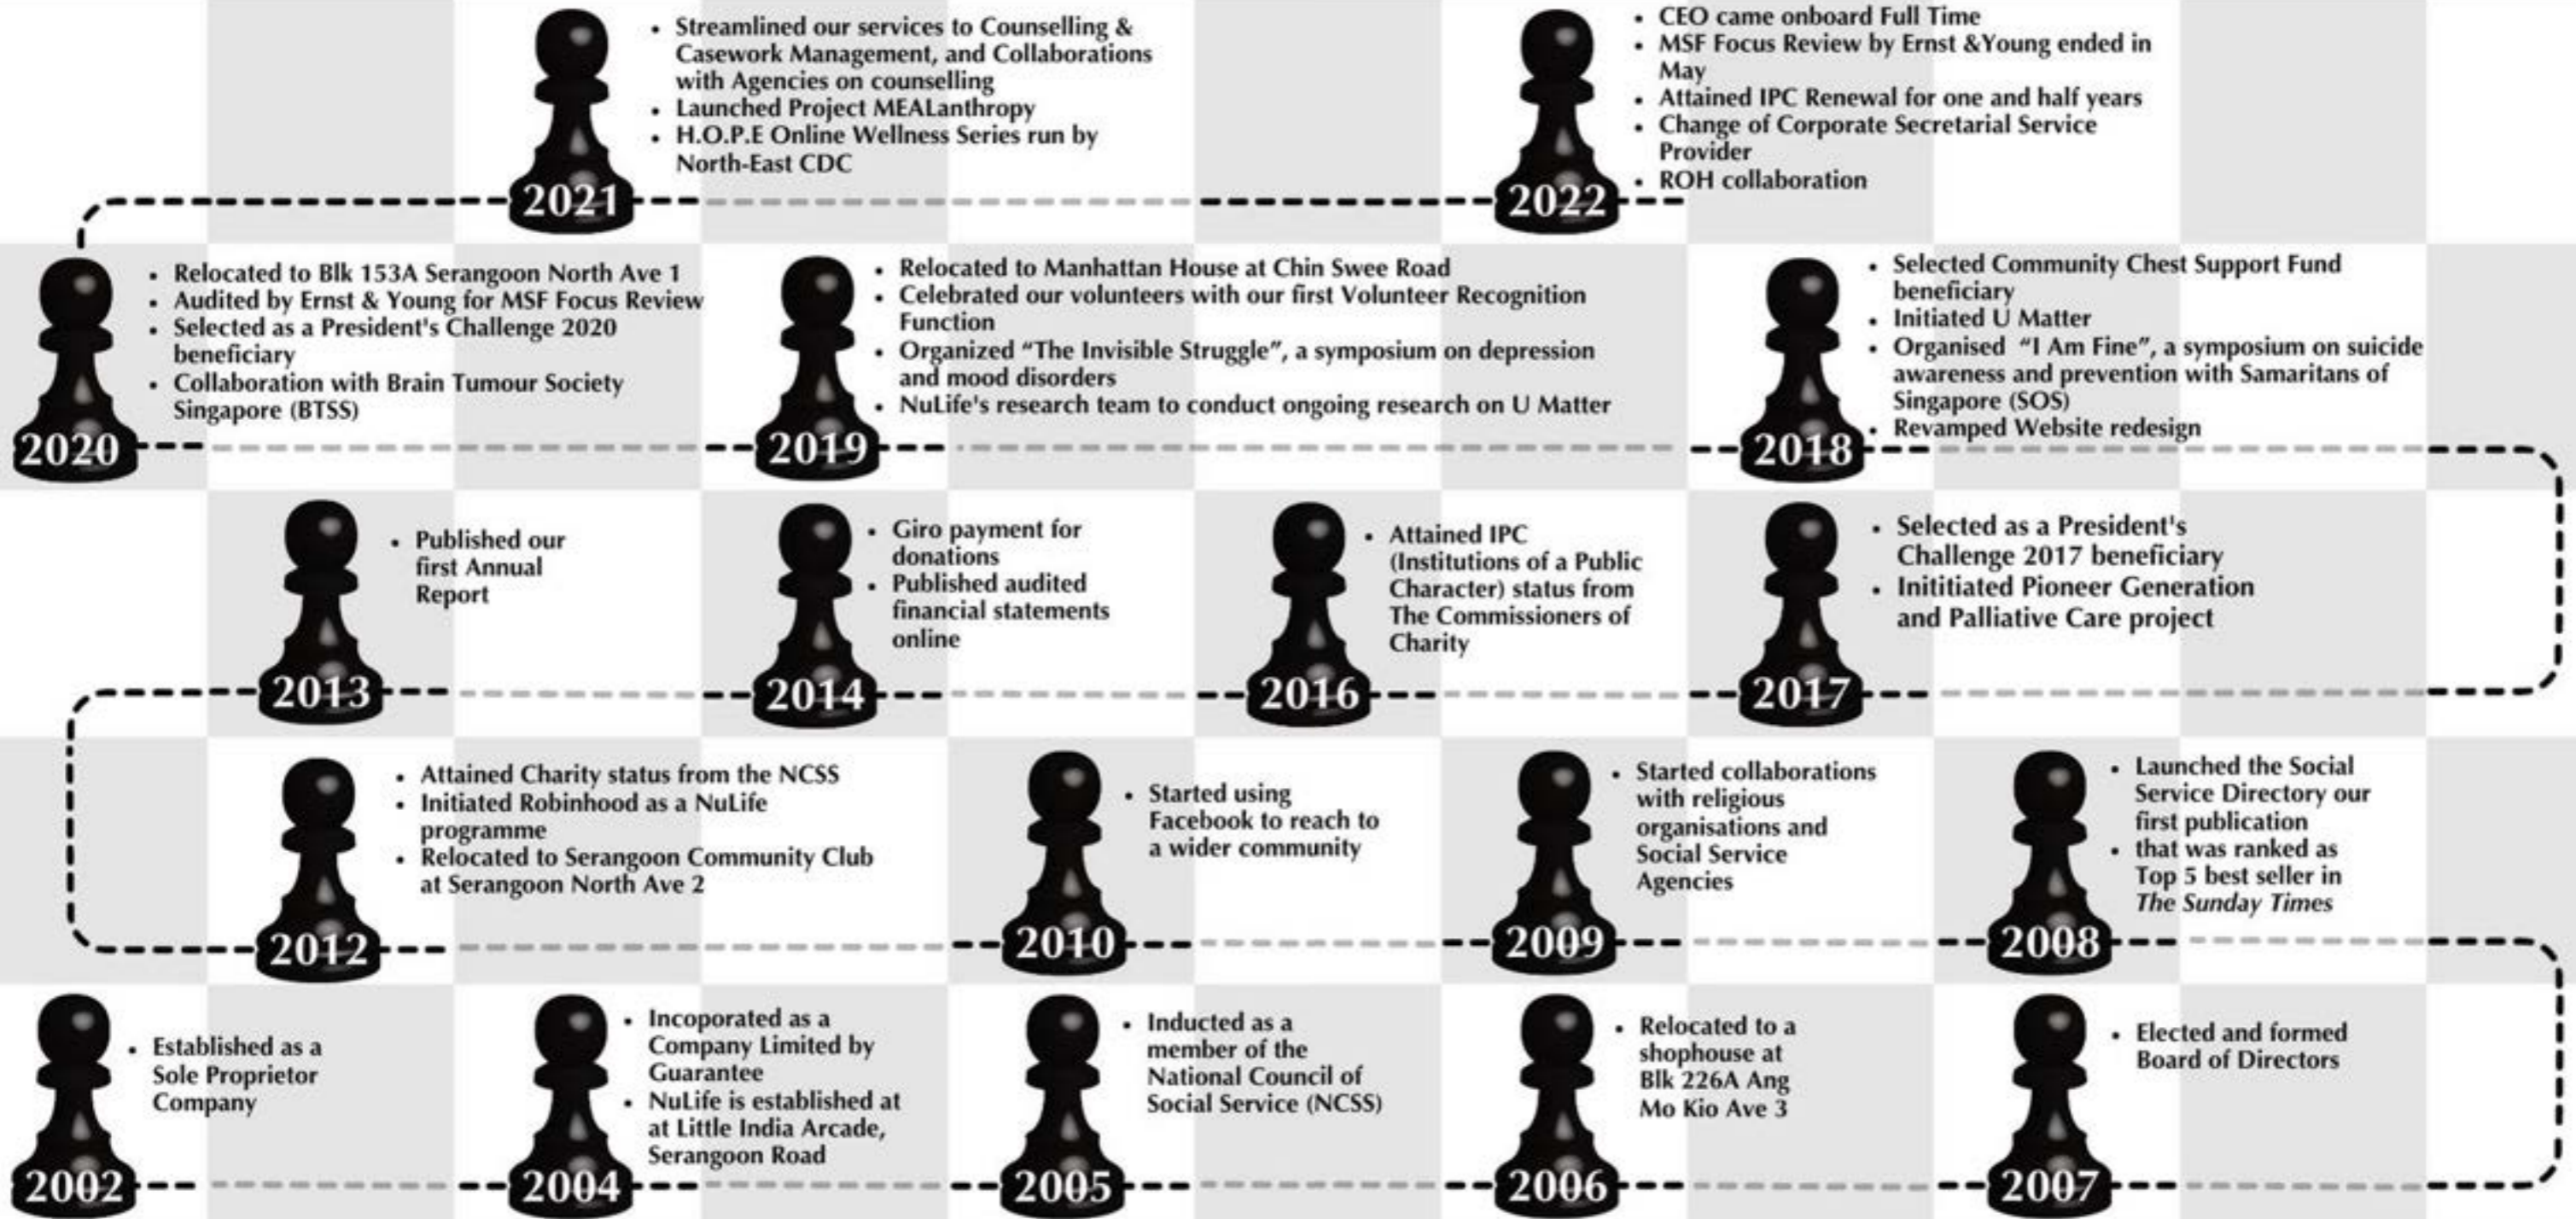 • Streamlined our services to Counselling &
Casework Management, and Collaborations
with Agencies on counselling
• Launched Project MEALanthropy
• H.O.P.E Online Wellness Series run by
North-East CDC
2021
• CEO came onboard Full Time
• MSF Focus Review by Ernst &Young ended in
May
• Attained IPC Renewal for one and half years
• Change of Corporate Secretarial Service
Provider
• ROH collaboration
2022
• Relocated to Blk 153A Serangoon North Ave 1
• Audited by Ernst & Young for MSF Focus Review
• Selected as a President's Challenge 2020
beneficiary
• Collaboration with Brain Tumour Society
Singapore (BTSS)
2020
• Relocated to Manhattan House at Chin Swee Road
• Celebrated our volunteers with our first Volunteer Recognition
Function
• Organized “The Invisible Struggle”, a symposium on depression
and mood disorders
• NuLife's research team to conduct ongoing research on U Matter
2019
• Selected Community Chest Support Fund
beneficiary
• Initiated U Matter
• Organised “I Am Fine”, a symposium on suicide
awareness and prevention with Samaritans of
Singapore (SOS)
• Revamped Website redesign
2018
• Published our
first Annual
Report
2013
• Giro payment for
donations
• Published audited
financial statements
online
2014
• Attained IPC
(Institutions of a Public
Character) status from
The Commissioners of
Charity
2016
• Selected as a President's
Challenge 2017 beneficiary
• Inititiated Pioneer Generation
and Palliative Care project
2017
• Attained Charity status from the NCSS
• Initiated Robinhood as a NuLife
programme
• Relocated to Serangoon Community Club
at Serangoon North Ave 2
2012
• Started using
Facebook to reach to
a wider community
2010
• Started collaborations
with religious
organisations and
Social Service
Agencies
2009
• Launched the Social
Service Directory our
first publication
• that was ranked as
Top 5 best seller in
The Sunday Times
2008
• Established as a
Sole Proprietor
Company
2002
• Incoporated as a
Company Limited by
Guarantee
• NuLife is established at
at Little India Arcade,
Serangoon Road
2004
• Inducted as a
member of the
National Council of
Social Service (NCSS)
2005
• Relocated to a
shophouse at
Blk 226A Ang
Mo Kio Ave 3
2006
• Elected and formed
Board of Directors
2007